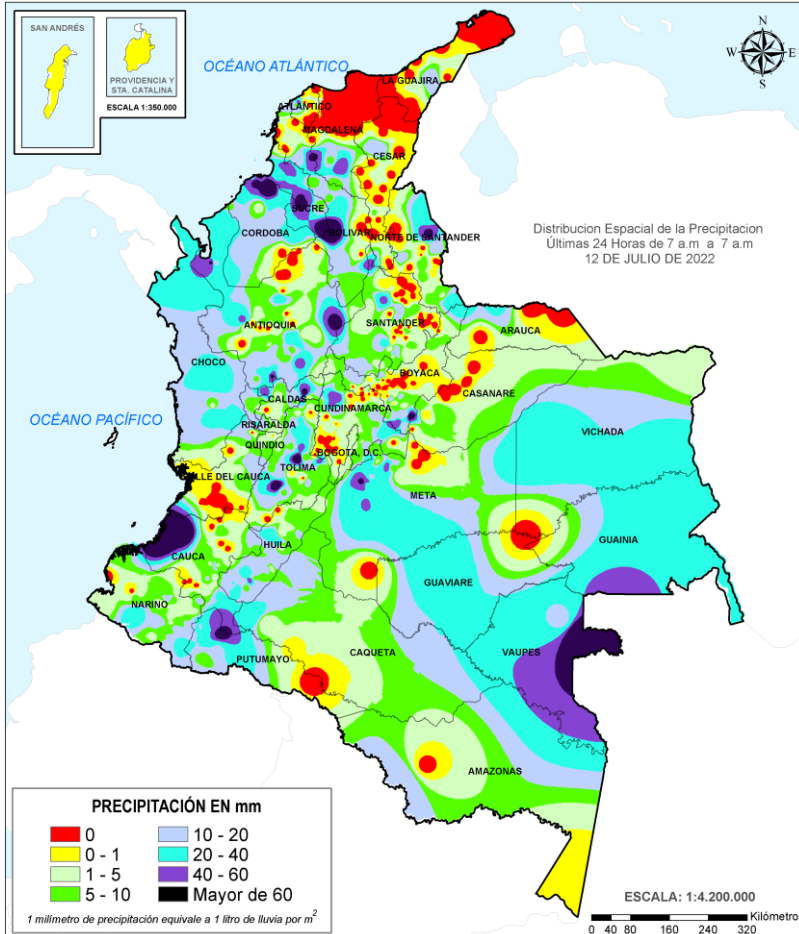 SAN ANDRÉS
PROVIDENCIA Y
STA. CATALINA
ESCALA 1:350.000
OCÉANO ATLÁNTICO
N
W E
S
LA GUAJIRA
ATLANTICO
MAGDALENA
CESAR
SUCRE
CORDOBA
BOLIVAR
NORTE DE SANTANDER
Distribucion Espacial de la Precipitacion
Últimas 24 Horas de 7 a.m a 7 a.m
12 DE JULIO DE 2022
ANTIOQUIA
SANTANDER
ARAUCA
CHOCO
BOYACA
CASANARE
CALDAS
CUNDINAMARCA
OCÉANO PACÍFICO
RISARALDA
VICHADA
QUINDIO
BOGOTA, D.C.
TOLIMA
VALLE DEL CAUCA
META
GUAINIA
CAUCA
HUILA
GUAVIARE
NARIÑO
CAQUETA
VAUPES
PUTUMAYO
AMAZONAS
PRECIPITACIÓN EN mm
0 10 - 20
0 - 1 20 - 40
1 - 5 40 - 60
5 - 10 Mayor de 60
1 milímetro de precipitación equivale a 1 litro de lluvia por m²
ESCALA: 1:4.200.000
0 40 80 160 240 320 Kilómetro